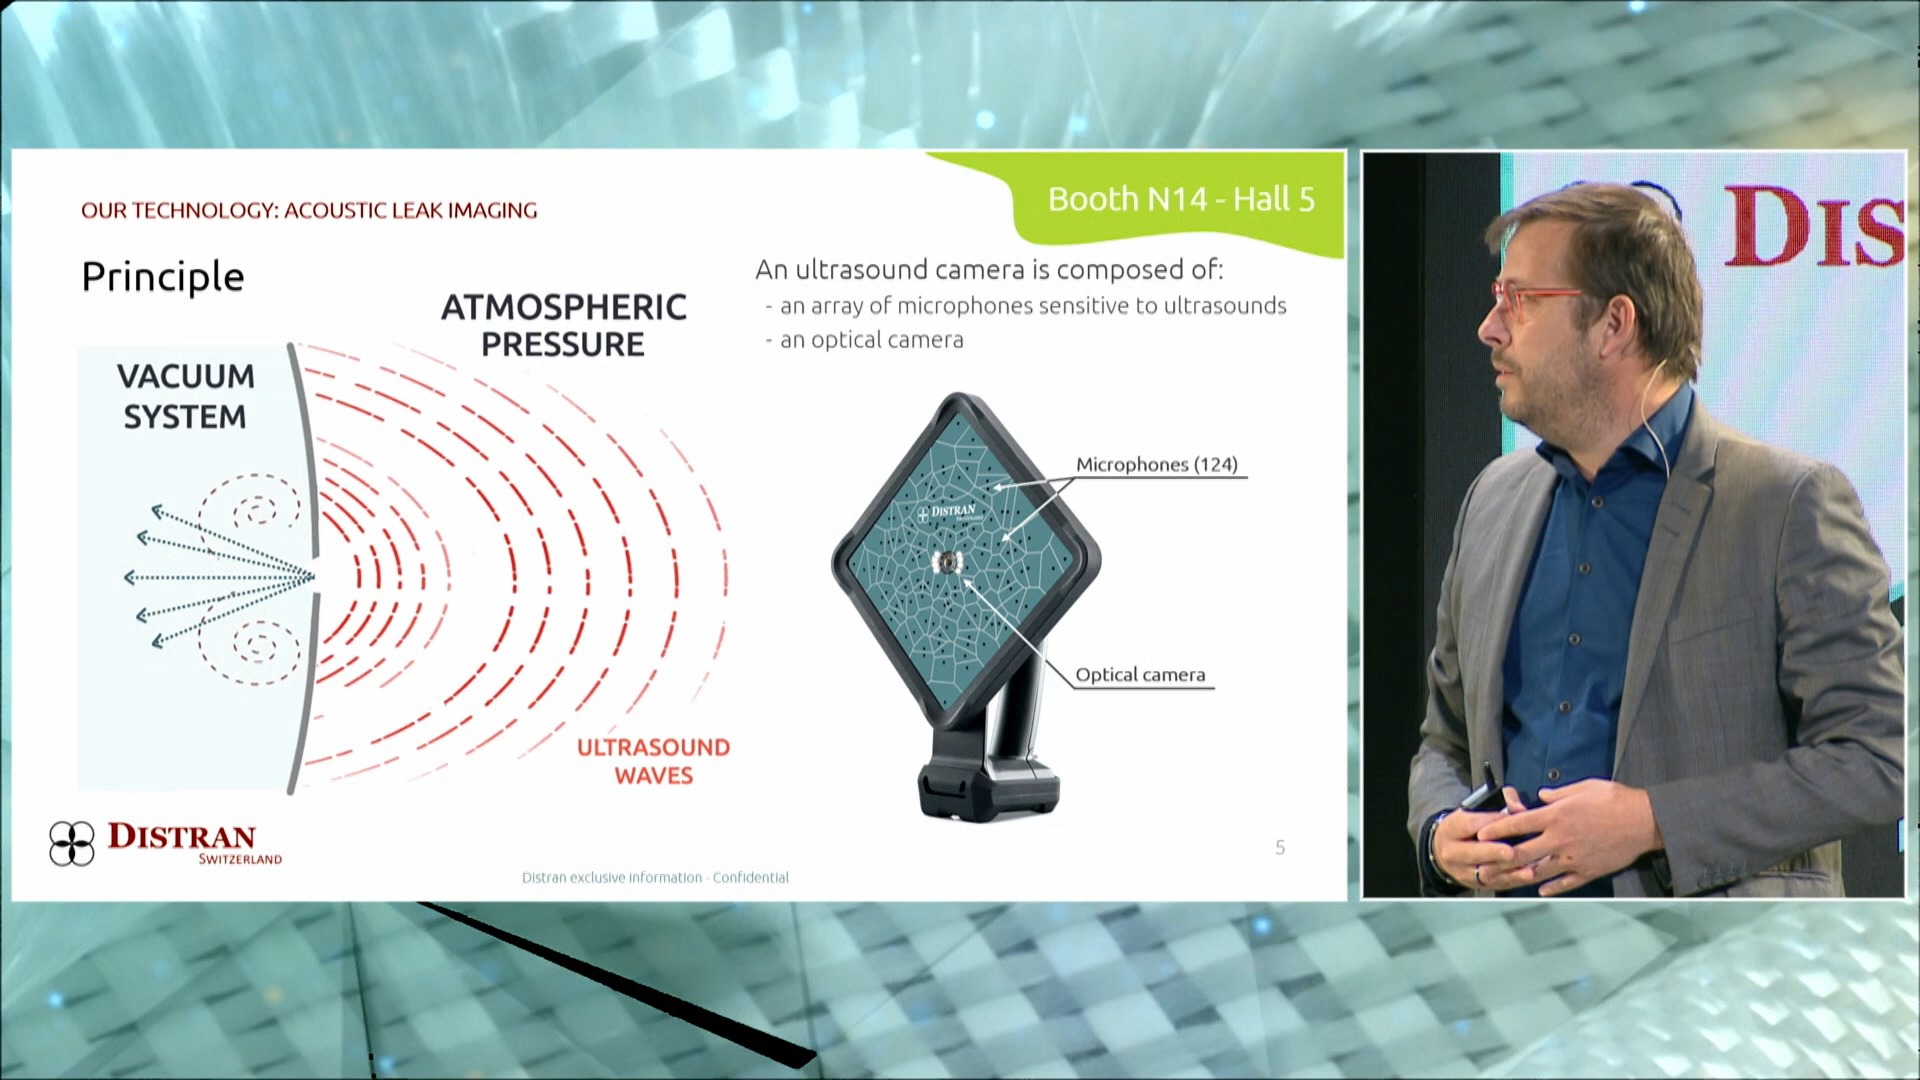 Booth N14 - Hall 5
OUR TECHNOLOGY: ACOUSTIC LEAK IMAGING
Principle
ATMOSPHERIC
PRESSURE
VACUUM
SYSTEM
ULTRASOUND
WAVES
An ultrasound camera is composed of:
- an array of microphones sensitive to ultrasounds
- an optical camera
Microphones (124)
DISTRAN
SWITZERLAND
Optical camera
DISTRAN
SWITZERLAND
Distran exclusive information - Confidential
5
DIS